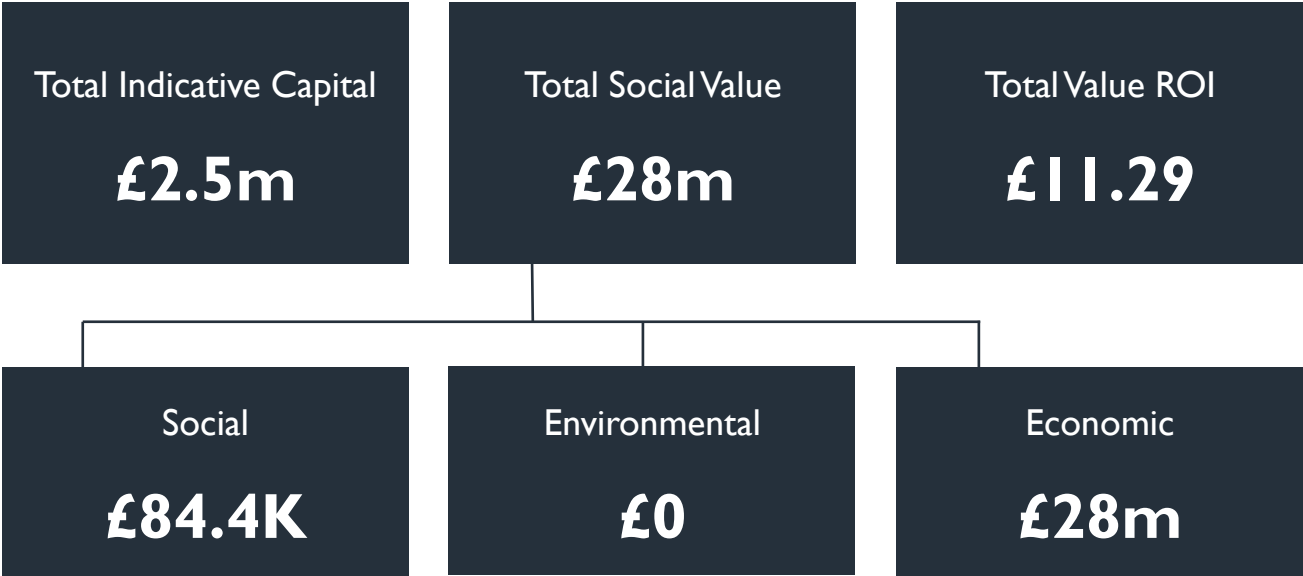 Total Indicative Capital
£2.5m
Total Social Value
£28m
Total Value ROI
£11.29
Social
£84.4K
Environmental
£0
Economic
£28m